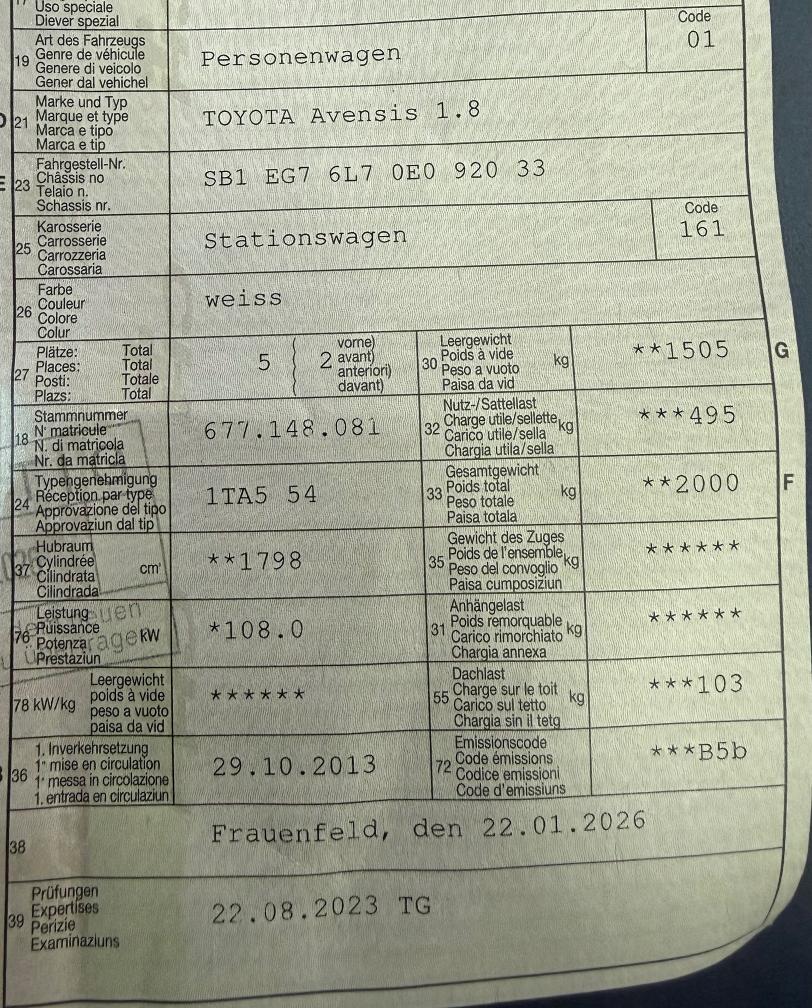 17 Uso speciale
Diever spezial
19 Art des Fahrzeugs
Genre de véhicule
Genere di veicolo
Gener dal vehichel
Personenwagen
Code
01
21 Marke und Typ
Marque et type
Marca e tipo
Marca e tip
TOYOTA Avensis 1.8
23 Fahrgestell-Nr.
Châssis no
Telaio n.
Schassis nr.
SB1 EG7 6L7 0E0 920 33
25 Karosserie
Carrosserie
Carrozzeria
Carossaria
Stationswagen
Code
161
26 Farbe
Couleur
Colore
Colur
weiss
27 Plätze: Total
Places: Total
Posti: Totale
Plazs: Total
5
2 vorne)
avant)
anteriori)
davant)
30 Leergewicht
Poids à vide kg
Peso a vuoto
Paisa da vid
**1505
G
18 Stammnummer
N° matricule
N. di matricola
Nr. da matricla
677.148.081
32 Nutz-/Sattellast
Charge utile/sellette kg
Carico utile/sella
Chargia utila/sella
***495
24 Typengenehmigung
Réception par type
Approvazione del tipo
Approvaziun dal tip
1TA5 54
33 Gesamtgewicht
Poids total kg
Peso totale
Paisa totala
**2000
F
37 Hubraum
Cylindrée cm³
Cilindrata
Cilindrada
**1798
35 Gewicht des Zuges
Poids de l'ensemble kg
Peso del convoglio
Paisa cumposiziun
******
76 Leistung
Puissance kW
Potenza
Prestaziun
*108.0
31 Anhängelast
Poids remorquable kg
Carico rimorchiato
Chargia annexa
******
78 kW/kg Leergewicht
poids à vide
peso a vuoto
paisa da vid
******
55 Dachlast
Charge sur le toit kg
Carico sul tetto
Chargia sin il tetg
***103
36 1. Inverkehrsetzung
1ʳᵉ mise en circulation
1ª messa in circolazione
1. entrada en circulaziun
29.10.2013
72 Emissionscode
Code émissions
Codice emissioni
Code d'emissiuns
***B5b
38
Frauenfeld, den 22.01.2026
39 Prüfungen
Expertises
Perizie
Examinaziuns
22.08.2023 TG